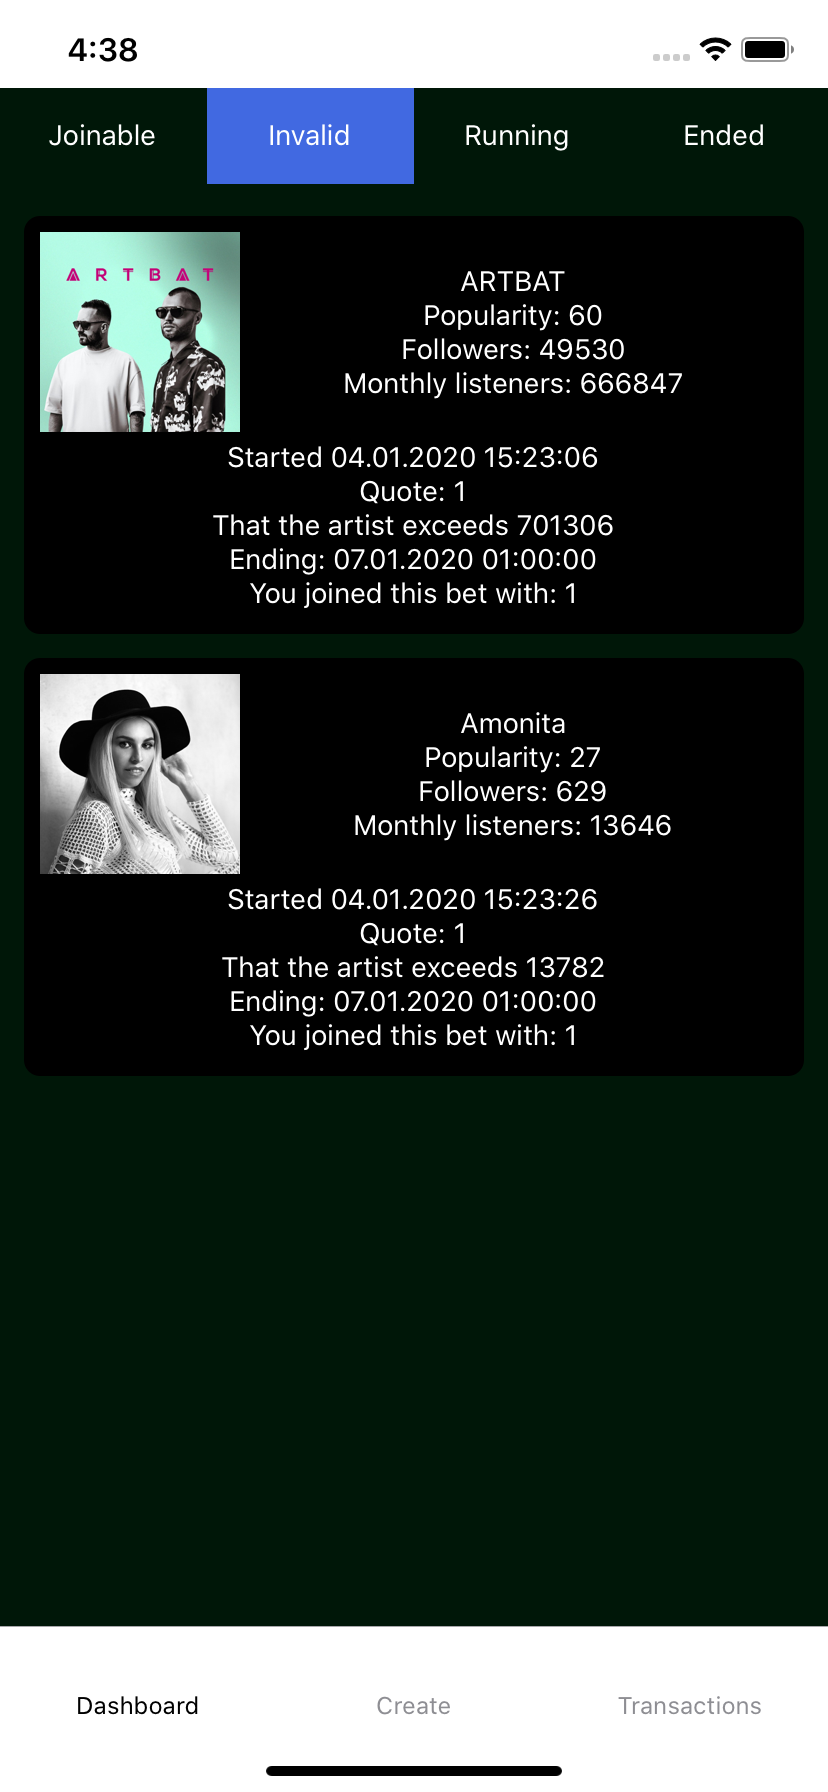 4:38
Joinable Invalid Running Ended
ARTBAT
ARTBAT
Popularity: 60
Followers: 49530
Monthly listeners: 666847
Started 04.01.2020 15:23:06
Quote: 1
That the artist exceeds 701306
Ending: 07.01.2020 01:00:00
You joined this bet with: 1
Amonita
Popularity: 27
Followers: 629
Monthly listeners: 13646
Started 04.01.2020 15:23:26
Quote: 1
That the artist exceeds 13782
Ending: 07.01.2020 01:00:00
You joined this bet with: 1
Dashboard Create Transactions